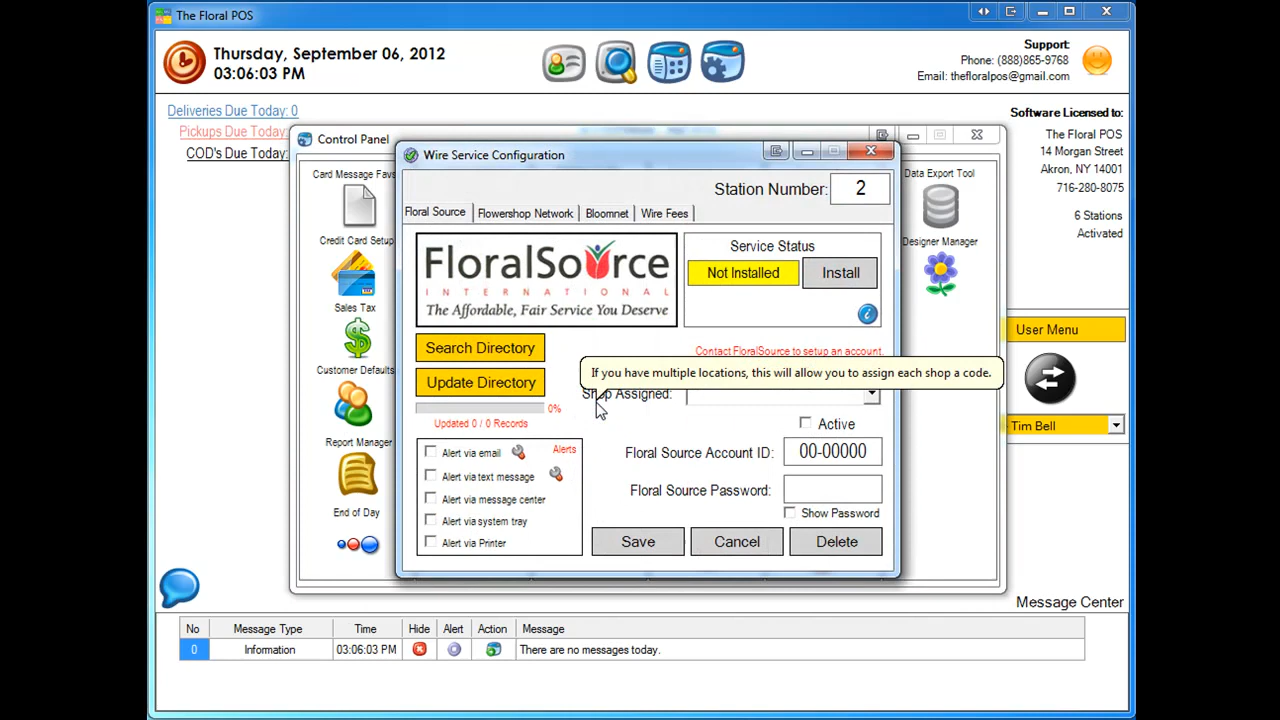 The Floral POS
Thursday, September 06, 2012
03:06:03 PM
Support:
Phone: (888)865-9768
Email: thefloralpos@gmail.com
Deliveries Due Today: 0
Pickups Due Today:
COD's Due Today:
Software Licensed to:
The Floral POS
14 Morgan Street
Akron, NY 14001
716-280-8075
6 Stations
Activated
User Menu
Tim Bell
Control Panel
Card Message Favs
Credit Card Setup
Sales Tax
Customer Defaults
Report Manager
End of Day
Data Export Tool
Designer Manager
Wire Service Configuration
Station Number: 2
Floral Source Flowershop Network Bloomnet Wire Fees
FloralSource
INTERNATIONAL
The Affordable, Fair Service You Deserve
Service Status
Not Installed Install
Search Directory
Contact FloralSource to setup an account.
If you have multiple locations, this will allow you to assign each shop a code.
Update Directory
Shop Assigned:
0%
Updated 0 / 0 Records
Active
Alerts
Alert via email
Alert via text message
Alert via message center
Alert via system tray
Alert via Printer
Floral Source Account ID: 00-00000
Floral Source Password:
Show Password
Save Cancel Delete
Message Center
No Message Type Time Hide Alert Action Message
0 Information 03:06:03 PM There are no messages today.